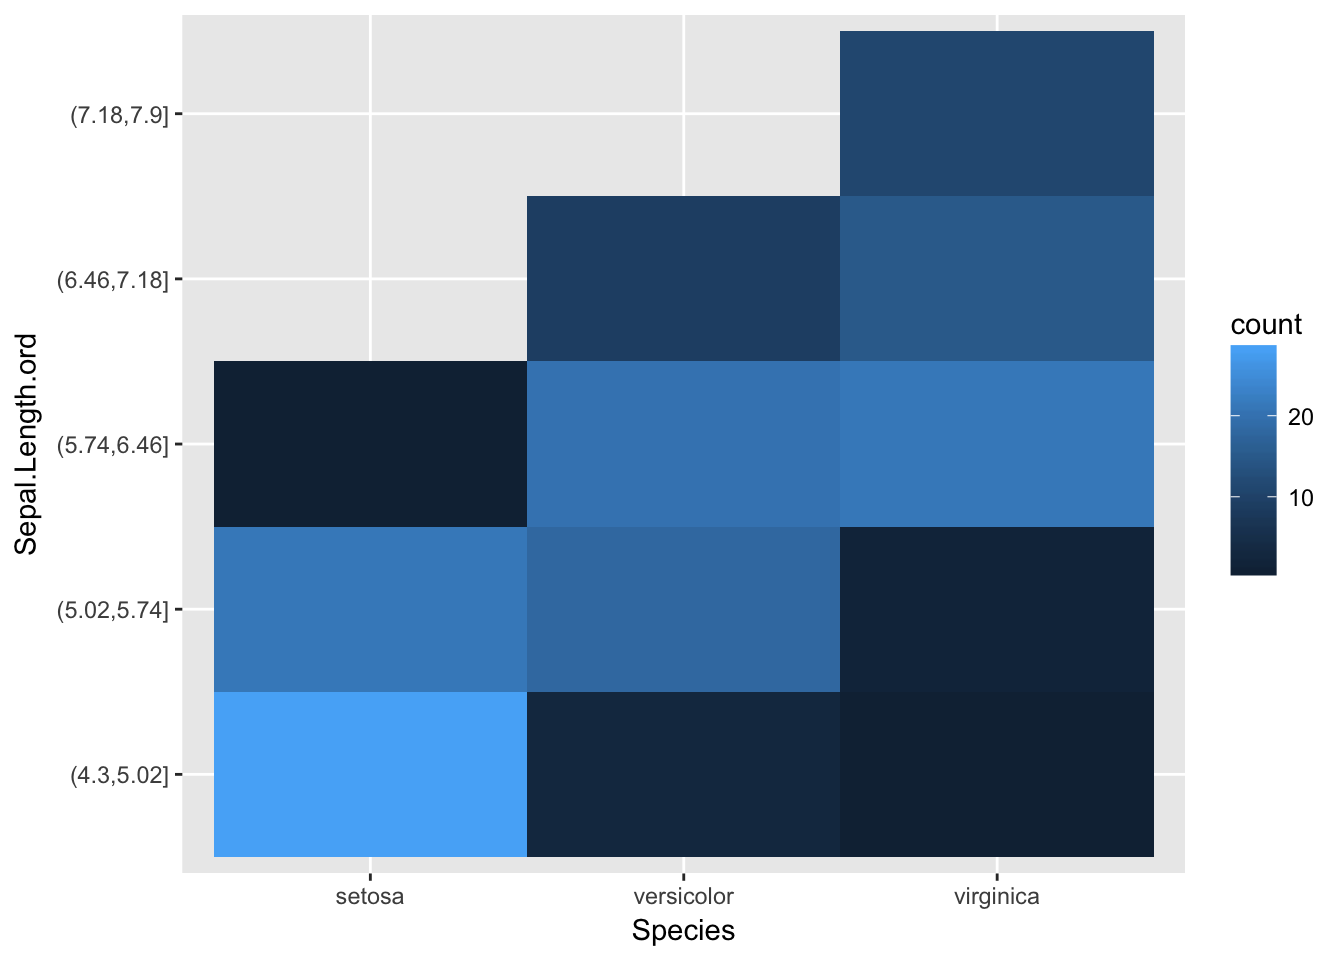 Sepal.Length.ord
(7.18,7.9]
(6.46,7.18]
(5.74,6.46]
(5.02,5.74]
(4.3,5.02]
setosa
versicolor
virginica
Species
count
20
10